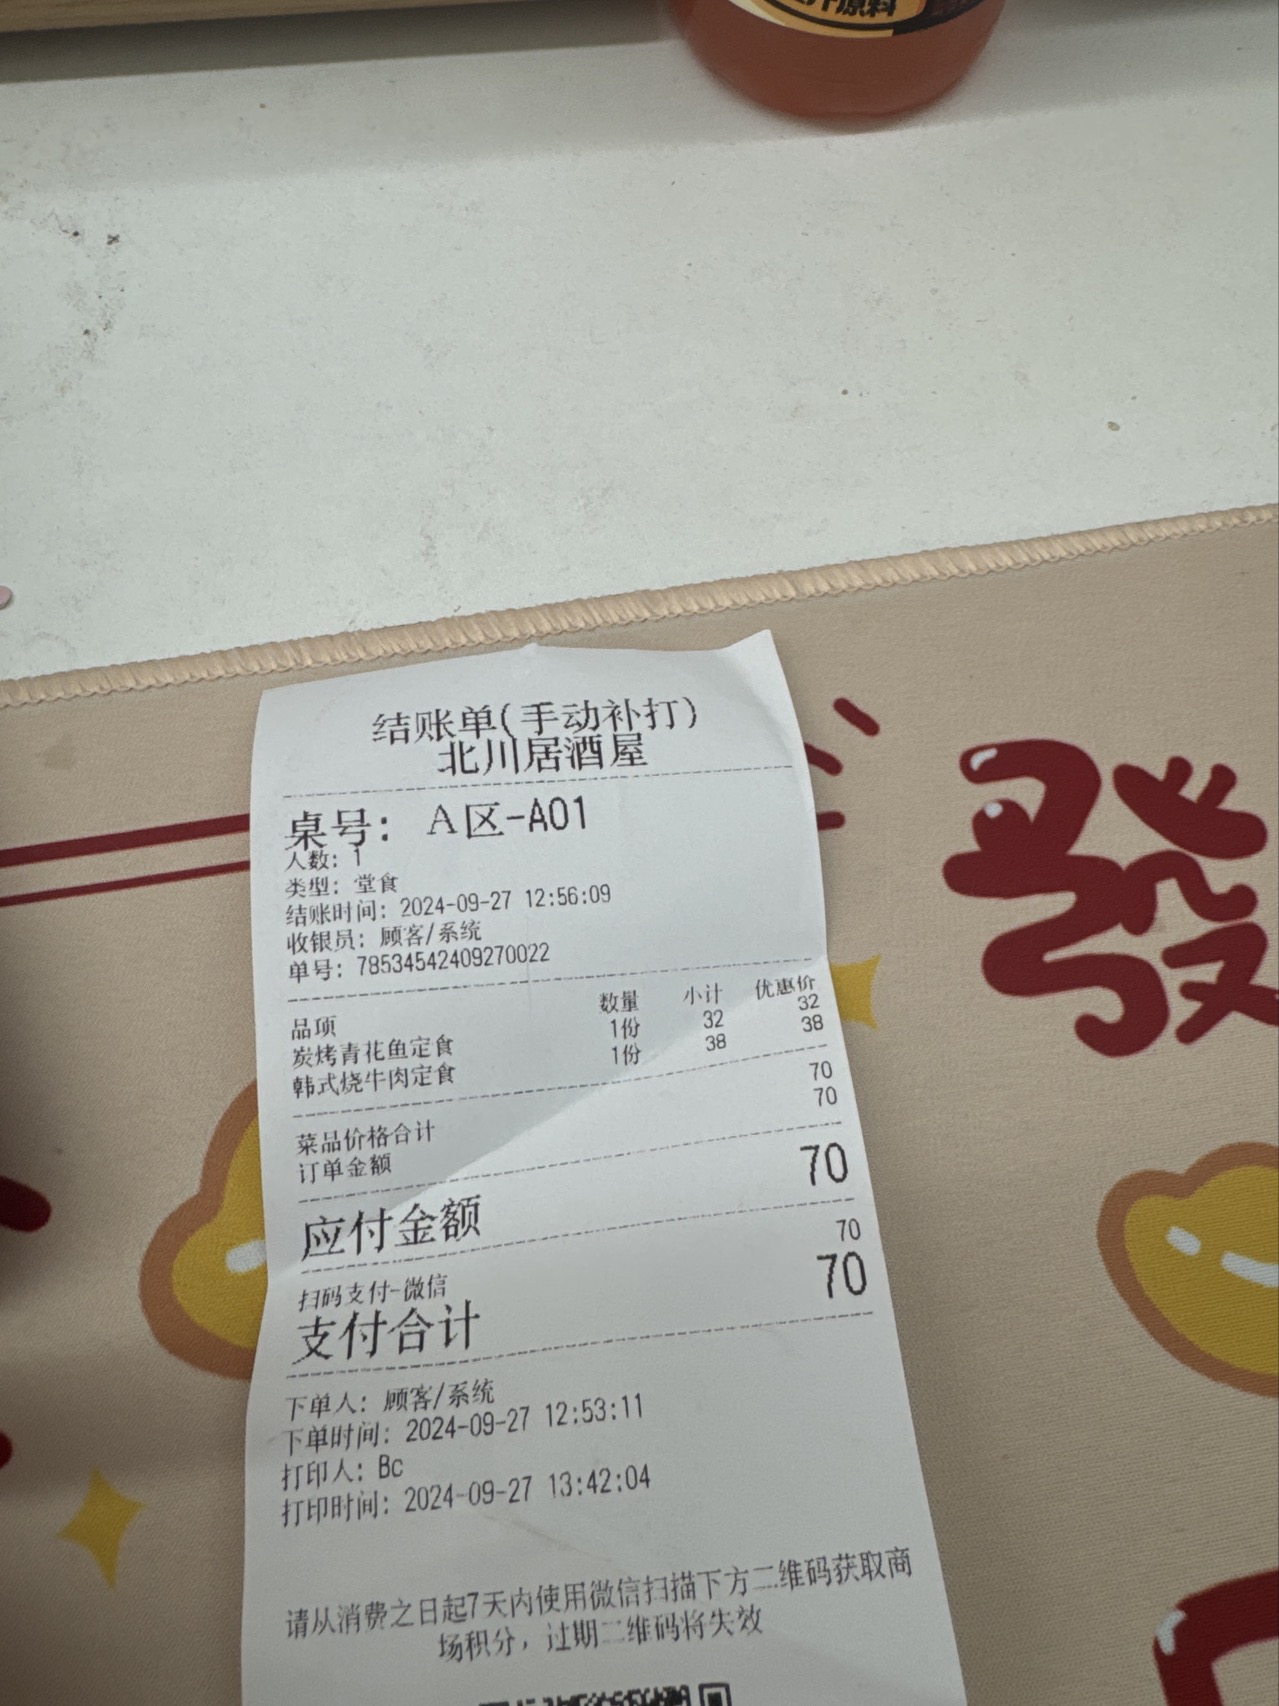 原料
结账单(手动补打)
北川居酒屋
桌号: A区-A01
人数: 1
类型: 堂食
结账时间: 2024-09-27 12:56:09
收银员: 顾客/系统
单号: 78534542409270022
品项 数量 小计 优惠价
炭烤青花鱼定食 1份 32 32
韩式烧牛肉定食 1份 38 38
菜品价格合计 70
订单金额 70
应付金额 70
扫码支付-微信 70
支付合计 70
下单人: 顾客/系统
下单时间: 2024-09-27 12:53:11
打印人: Bc
打印时间: 2024-09-27 13:42:04
请从消费之日起7天内使用微信扫描下方二维码获取商
场积分，过期二维码将失效
發